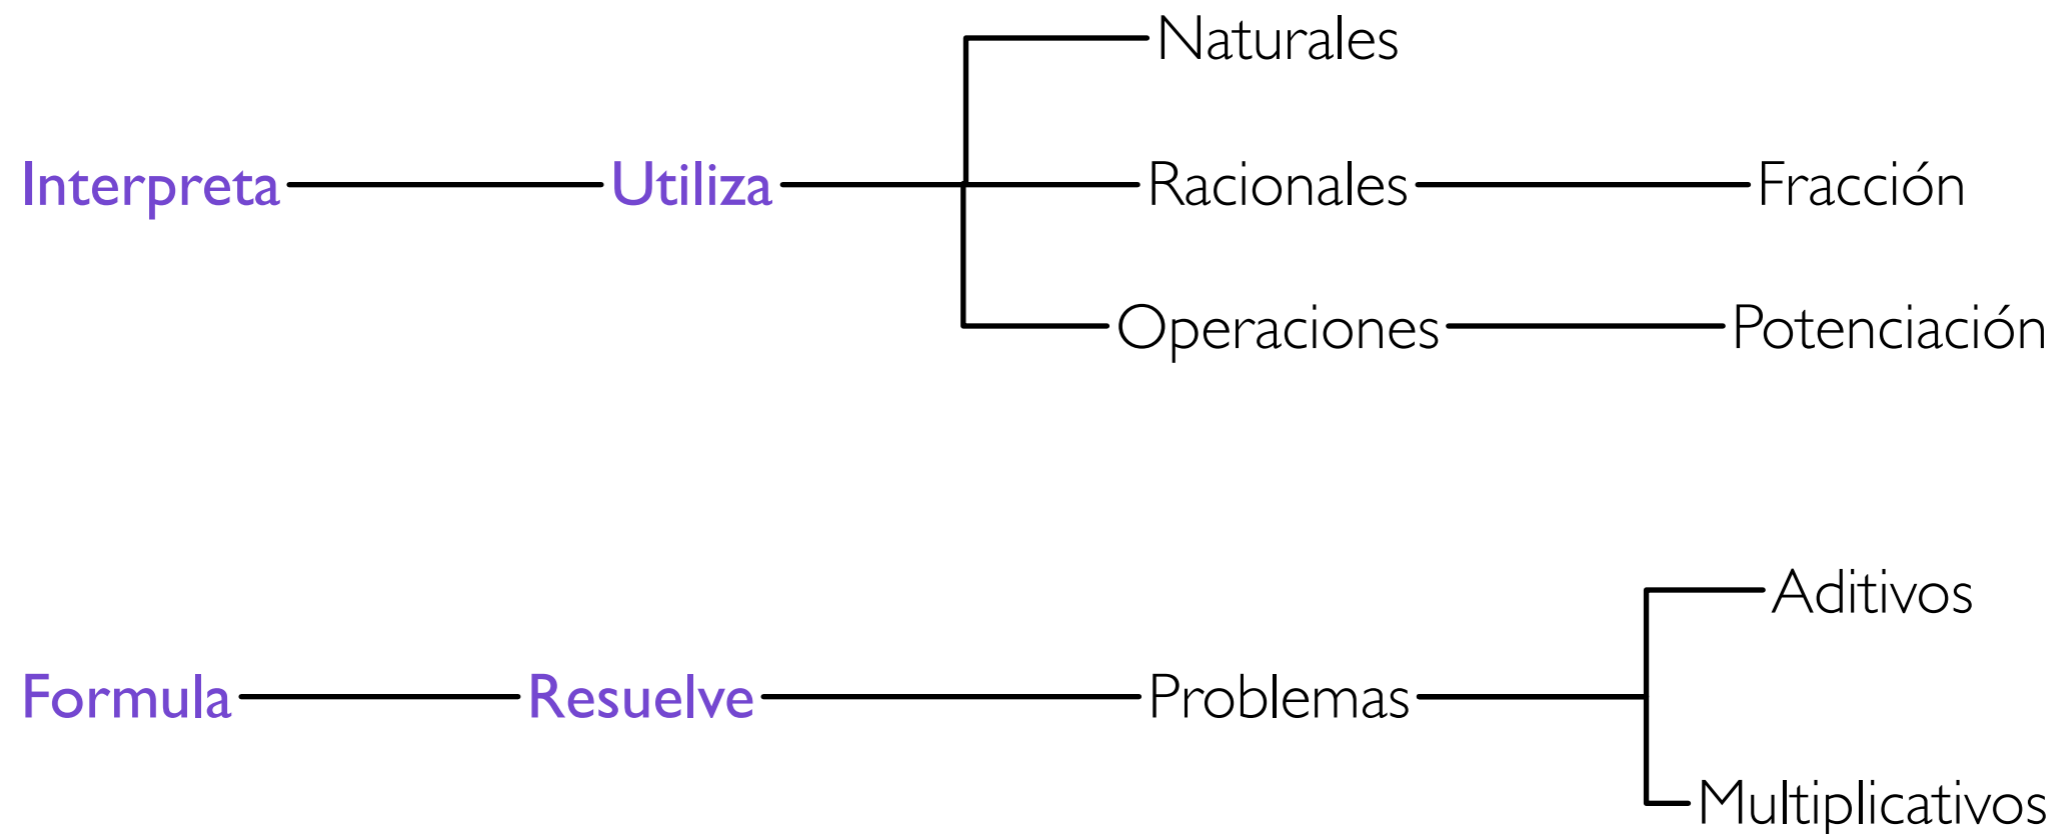 Naturales
Interpreta Utiliza Racionales Fracción
Operaciones Potenciación
Aditivos
Formula Resuelve Problemas
Multiplicativos